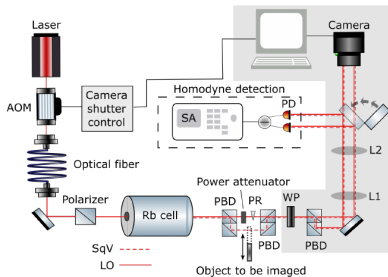 Laser
Camera
AOM
Camera
shutter
control
Homodyne detection
SA
PD
L2
Optical fiber
Polarizer
Power attenuator
PBD
PR
WP
L1
Rb cell
PBD
PBD
SqV
LO
Object to be imaged